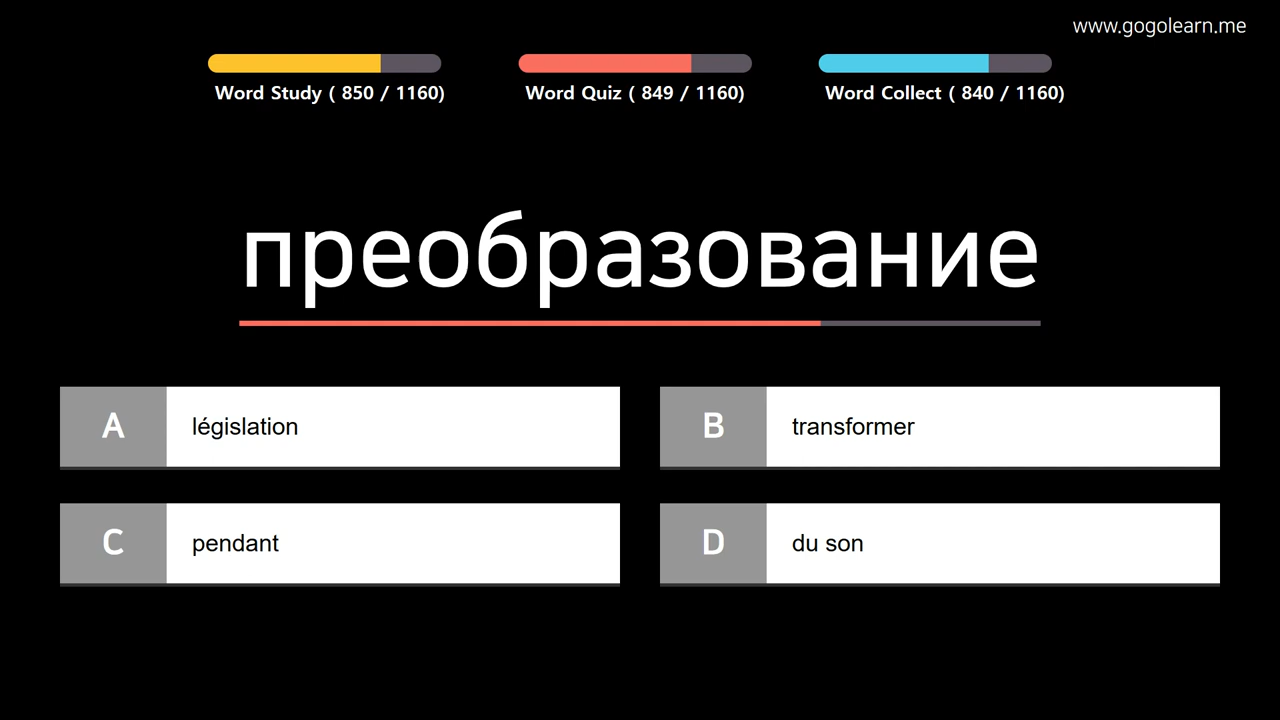 www.gogolearn.me
Word Study ( 850 / 1160)
Word Quiz ( 849 / 1160)
Word Collect ( 840 / 1160)
преобразование
A législation
B transformer
C pendant
D du son